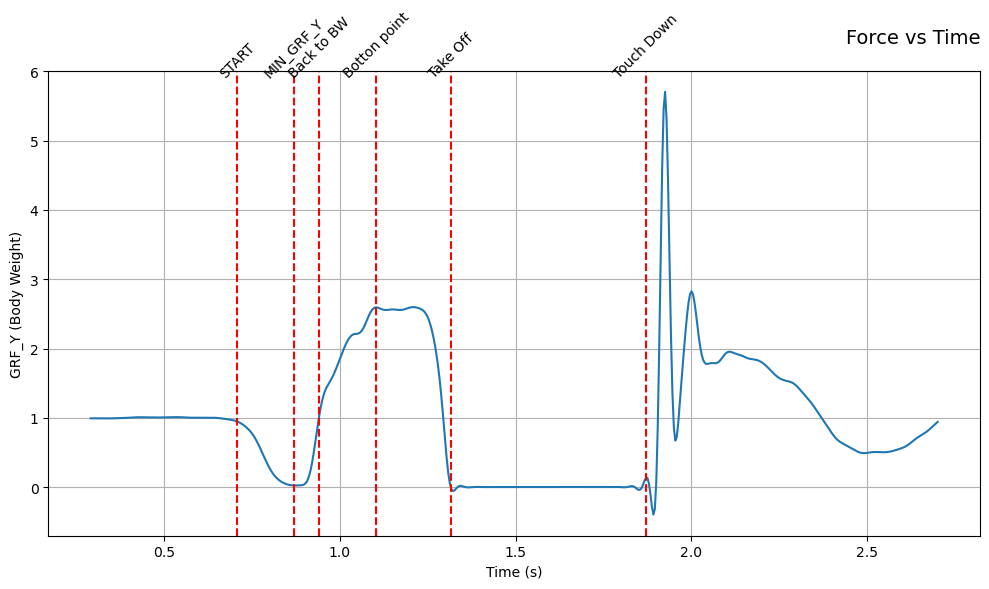 Force vs Time
START
MIN_GRF_Y
Back to BW
Botton point
Take Off
Touch Down
GRF_Y (Body Weight)
6
5
4
3
2
1
0
0.5
1.0
1.5
2.0
2.5
Time (s)